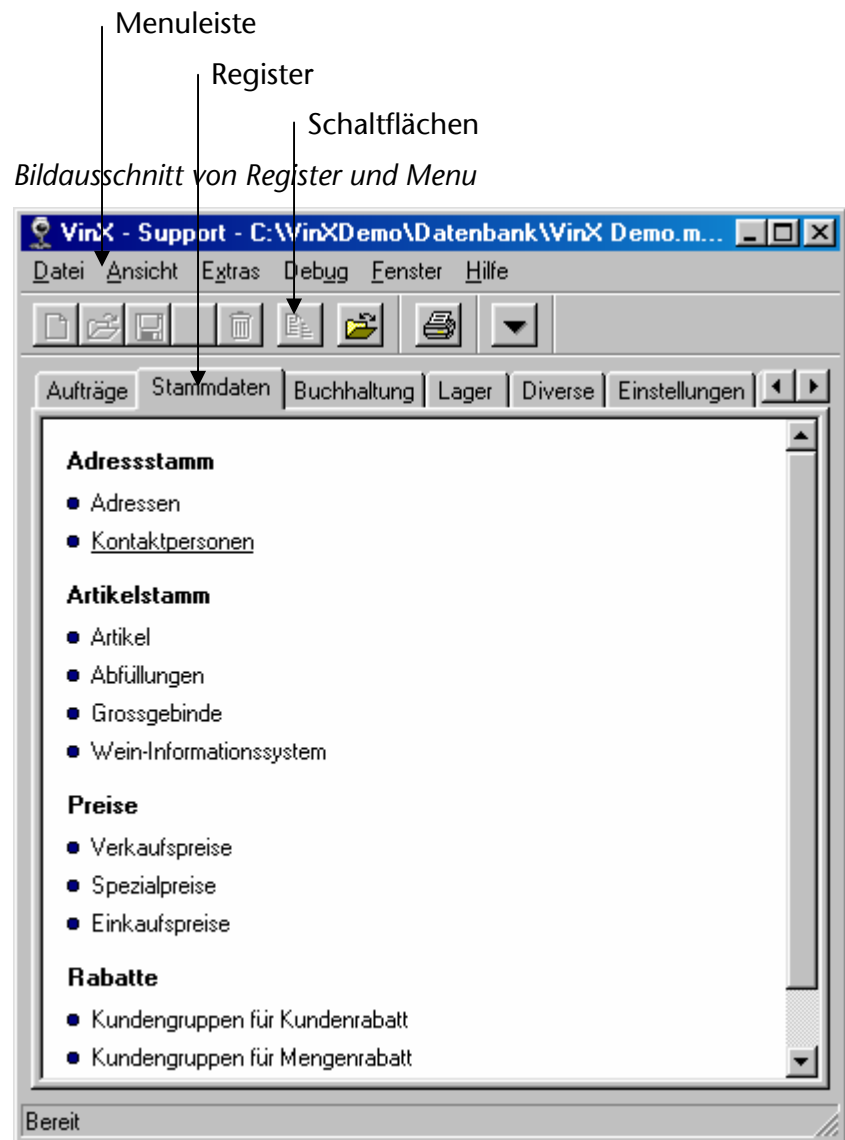 Menuleiste
Register
Schaltflächen
Bildausschnitt von Register und Menu
VinX - Support - C:\VinXDemo\Datenbank\VinX Demo.m...
Datei Ansicht Extras Debug Fenster Hilfe
Aufträge Stammdaten Buchhaltung Lager Diverse Einstellungen
Adressstamm
Adressen
Kontaktpersonen
Artikelstamm
Artikel
Abfüllungen
Grossgebinde
Wein-Informationssystem
Preise
Verkaufspreise
Spezialpreise
Einkaufspreise
Rabatte
Kundengruppen für Kundenrabatt
Kundengruppen für Mengenrabatt
Bereit